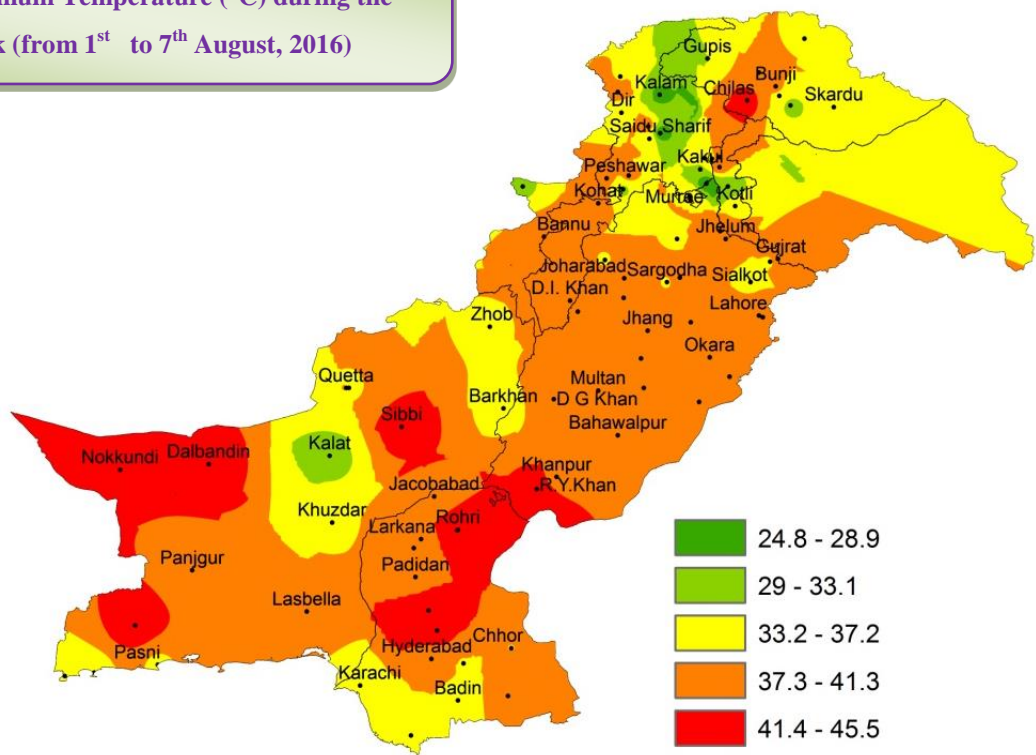 Temperature (°C) during the
(from 1st to 7th August, 2016)
Gupis
Kalam
Chilas
Bunji
Skardu
Dir
Saidu Sharif
Kakul
Peshawar
Kohat
Murree
Kotli
Bannu
Jhelum
Gujrat
Joharabad
Sargodha
Sialkot
D.I. Khan
Lahore
Zhob
Jhang
Okara
Quetta
Multan
Barkhan
D G Khan
Sibbi
Bahawalpur
Kalat
Nokkundi
Dalbandin
Khanpur
R.Y.Khan
Jacobabad
Khuzdar
Larkana
Rohri
Panjgur
Padidan
Lasbella
Chhor
Hyderabad
Pasni
Karachi
Badin
24.8 - 28.9
29 - 33.1
33.2 - 37.2
37.3 - 41.3
41.4 - 45.5